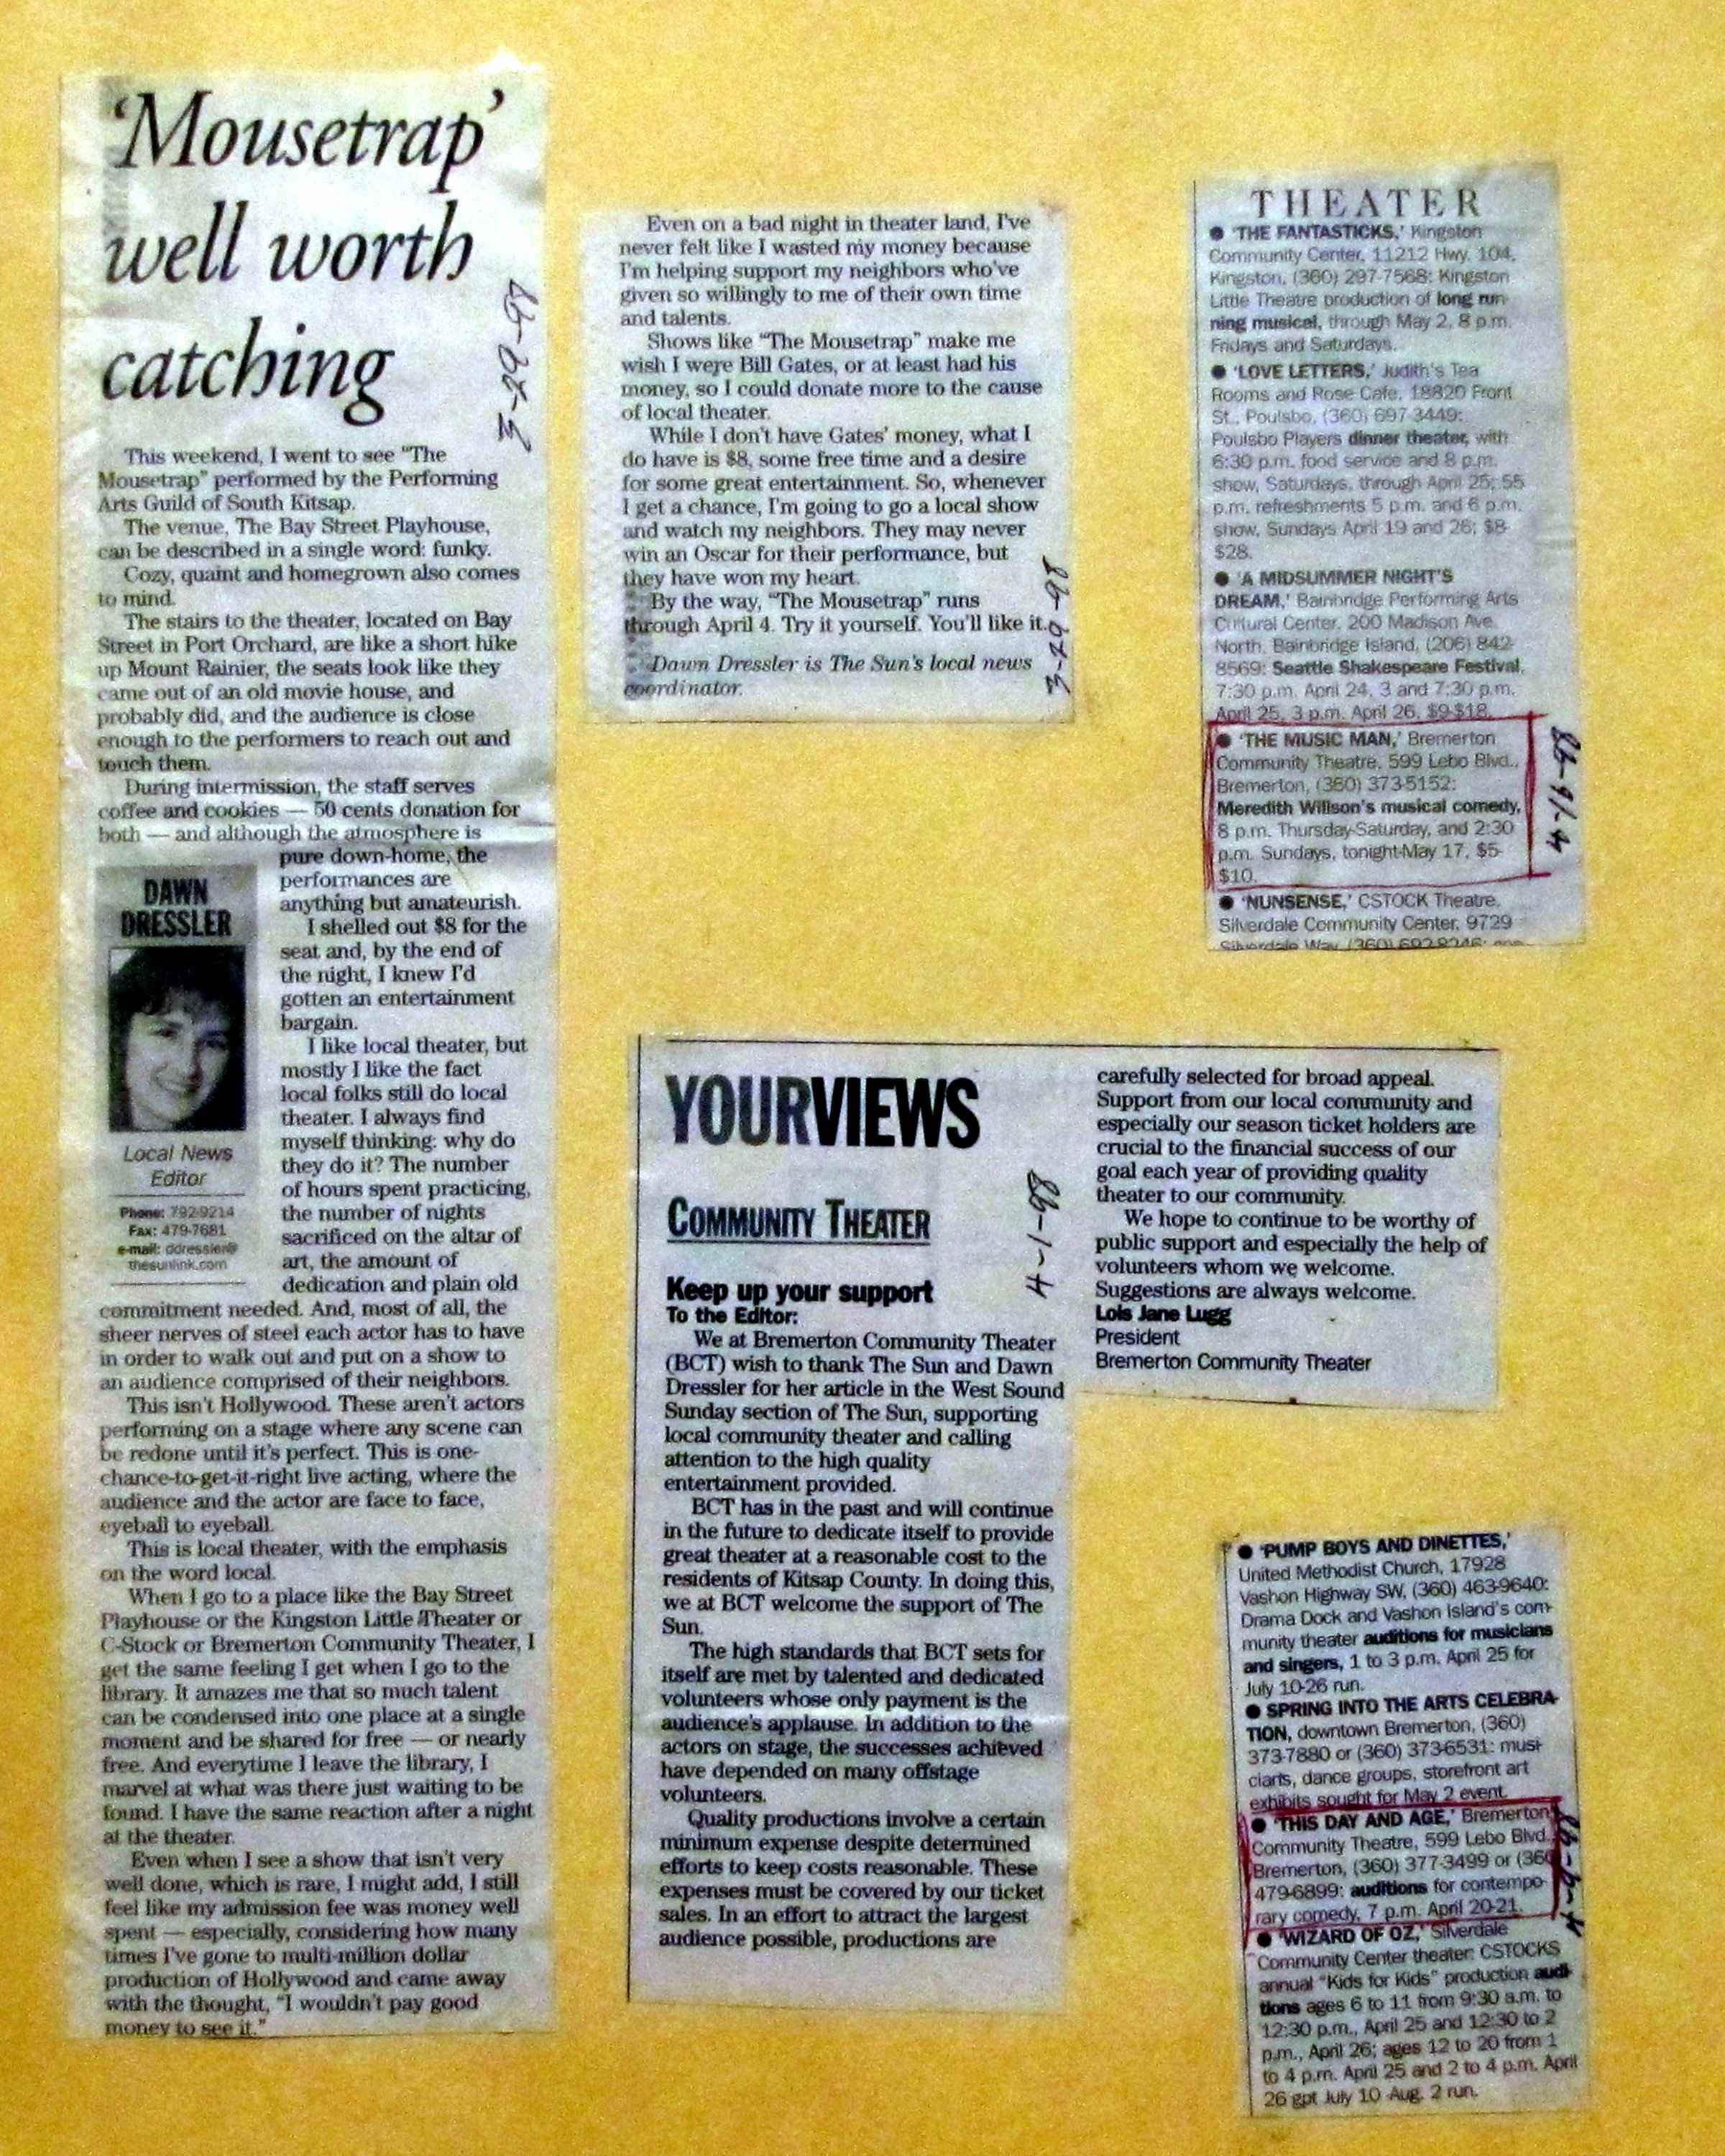 ‘Mousetrap’
well worth
catching
3-29-98
This weekend, I went to see “The
Mousetrap” performed by the Performing
Arts Guild of South Kitsap.
The venue, The Bay Street Playhouse,
can be described in a single word: funky.
Cozy, quaint and homegrown also comes
to mind.
The stairs to the theater, located on Bay
Street in Port Orchard, are like a short hike
up Mount Rainier, the seats look like they
came out of an old movie house, and
probably did, and the audience is close
enough to the performers to reach out and
touch them.
During intermission, the staff serves
coffee and cookies — 50 cents donation for
both — and although the atmosphere is
pure down-home, the
performances are
anything but amateurish.
I shelled out $8 for the
seat and, by the end of
the night, I knew I'd
gotten an entertainment
bargain.
I like local theater, but
mostly I like the fact
local folks still do local
theater. I always find
myself thinking: why do
they do it? The number
of hours spent practicing,
the number of nights
sacrificed on the altar of
art, the amount of
dedication and plain old
DAWN
DRESSLER
Local News
Editor
Phone: 792-9214
Fax: 479-7681
e-mail: ddressler@
thesunlink.com
commitment needed. And, most of all, the
sheer nerves of steel each actor has to have
in order to walk out and put on a show to
an audience comprised of their neighbors.
This isn't Hollywood. These aren't actors
performing on a stage where any scene can
be redone until it's perfect. This is one-
chance-to-get-it-right live acting, where the
audience and the actor are face to face,
eyeball to eyeball.
This is local theater, with the emphasis
on the word local.
When I go to a place like the Bay Street
Playhouse or the Kingston Little Theater or
C-Stock or Bremerton Community Theater, I
get the same feeling I get when I go to the
library. It amazes me that so much talent
can be condensed into one place at a single
moment and be shared for free — or nearly
free. And everytime I leave the library, I
marvel at what was there just waiting to be
found. I have the same reaction after a night
at the theater.
Even when I see a show that isn't very
well done, which is rare, I might add, I still
feel like my admission fee was money well
spent — especially, considering how many
times I've gone to multi-million dollar
production of Hollywood and came away
with the thought, “I wouldn't pay good
money to see it.”
Even on a bad night in theater land, I've
never felt like I wasted my money because
I'm helping support my neighbors who've
given so willingly to me of their own time
and talents.
Shows like “The Mousetrap” make me
wish I were Bill Gates, or at least had his
money, so I could donate more to the cause
of local theater.
While I don't have Gates' money, what I
do have is $8, some free time and a desire
for some great entertainment. So, whenever
I get a chance, I'm going to go a local show
and watch my neighbors. They may never
win an Oscar for their performance, but
they have won my heart.
By the way, “The Mousetrap” runs
through April 4. Try it yourself. You'll like it.
Dawn Dressler is The Sun's local news
coordinator.
3-29-98
THEATER
● ‘THE FANTASTICKS,’ Kingston
Community Center, 11212 Hwy. 104,
Kingston, (360) 297-7568: Kingston
Little Theatre production of long run-
ning musical, through May 2, 8 p.m.
Fridays and Saturdays.
● ‘LOVE LETTERS,’ Judith's Tea
Rooms and Rose Cafe, 18820 Front
St., Poulsbo, (360) 697-3449:
Poulsbo Players dinner theater, with
6:30 p.m. food service and 8 p.m.
show, Saturdays, through April 25; 55
p.m. refreshments 5 p.m. and 6 p.m.
show, Sundays April 19 and 26; $8-
$28.
● ‘A MIDSUMMER NIGHT'S
DREAM,’ Bainbridge Performing Arts
Cultural Center, 200 Madison Ave.
North, Bainbridge Island, (206) 842-
8569: Seattle Shakespeare Festival,
7:30 p.m. April 24, 3 and 7:30 p.m.
April 25, 3 p.m. April 26, $9-$18.
● ‘THE MUSIC MAN,’ Bremerton
Community Theatre, 599 Lebo Blvd.,
Bremerton, (360) 373-5152:
Meredith Willson's musical comedy,
8 p.m. Thursday-Saturday, and 2:30
p.m. Sundays, tonight-May 17, $5-
$10.
● ‘NUNSENSE,’ CSTOCK Theatre,
Silverdale Community Center, 9729
Silverdale Way, (360) 692-8246:
YOURVIEWS
COMMUNITY THEATER
4-1-98
Keep up your support
To the Editor:
We at Bremerton Community Theater
(BCT) wish to thank The Sun and Dawn
Dressler for her article in the West Sound
Sunday section of The Sun, supporting
local community theater and calling
attention to the high quality
entertainment provided.
BCT has in the past and will continue
in the future to dedicate itself to provide
great theater at a reasonable cost to the
residents of Kitsap County. In doing this,
we at BCT welcome the support of The
Sun.
The high standards that BCT sets for
itself are met by talented and dedicated
volunteers whose only payment is the
audience's applause. In addition to the
actors on stage, the successes achieved
have depended on many offstage
volunteers.
Quality productions involve a certain
minimum expense despite determined
efforts to keep costs reasonable. These
expenses must be covered by our ticket
sales. In an effort to attract the largest
audience possible, productions are
carefully selected for broad appeal.
Support from our local community and
especially our season ticket holders are
crucial to the financial success of our
goal each year of providing quality
theater to our community.
We hope to continue to be worthy of
public support and especially the help of
volunteers whom we welcome.
Suggestions are always welcome.
Lois Jane Lugg
President
Bremerton Community Theater
● ‘PUMP BOYS AND DINETTES,’
United Methodist Church, 17928
Vashon Highway SW, (360) 463-9640:
Drama Dock and Vashon Island's com-
munity theater auditions for musicians
and singers, 1 to 3 p.m. April 25 for
July 10-26 run.
● SPRING INTO THE ARTS CELEBRA-
TION, downtown Bremerton, (360)
373-7880 or (360) 373-6531: musi-
cians, dance groups, storefront art
exhibits sought for May 2 event.
● ‘THIS DAY AND AGE,’ Bremerton
Community Theatre, 599 Lebo Blvd.,
Bremerton, (360) 377-3499 or (360
479-6899: auditions for contempo-
rary comedy, 7 p.m. April 20-21.
● ‘WIZARD OF OZ,’ Silverdale
Community Center theater: CSTOCKS
annual “Kids for Kids” production audi-
tions ages 6 to 11 from 9:30 a.m. to
12:30 p.m., April 25 and 12:30 to 2
p.m., April 26; ages 12 to 20 from 1
to 4 p.m. April 25 and 2 to 4 p.m. April
26 gpt July 10 -Aug. 2 run.